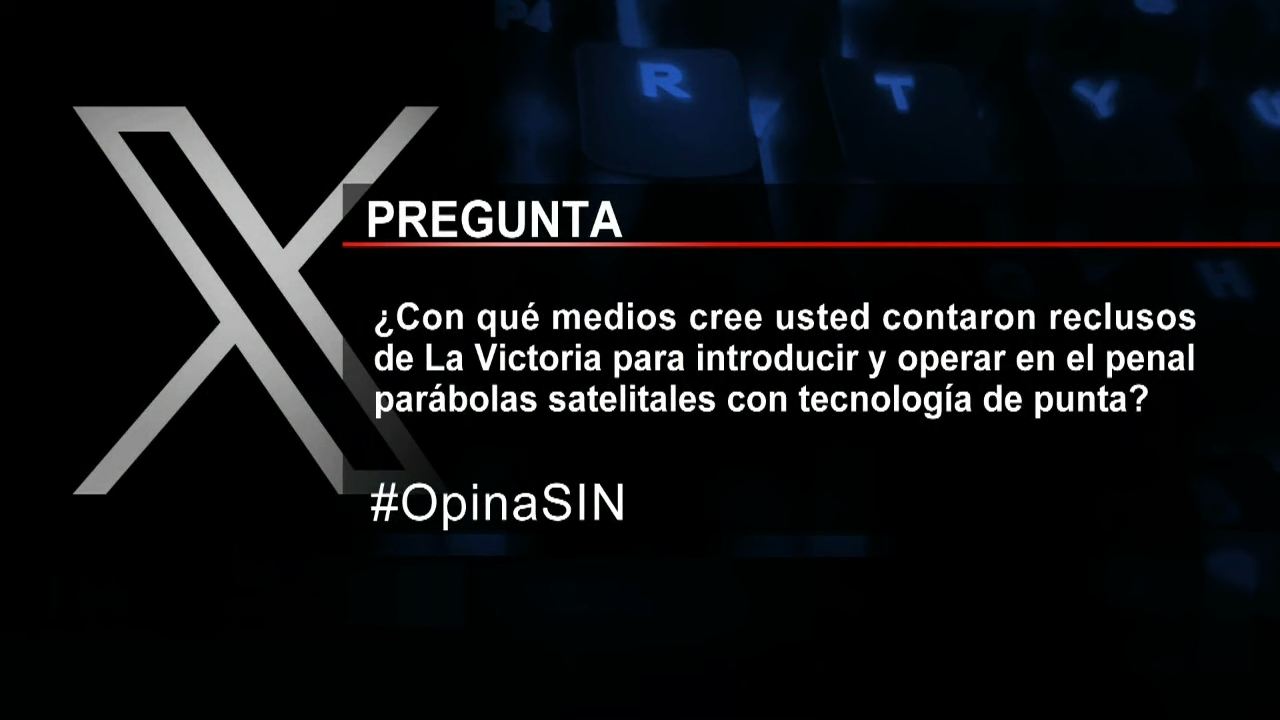 P4
R T Y U
PREGUNTA
¿Con qué medios cree usted contaron reclusos
de La Victoria para introducir y operar en el penal
parábolas satelitales con tecnología de punta?
#OpinaSIN